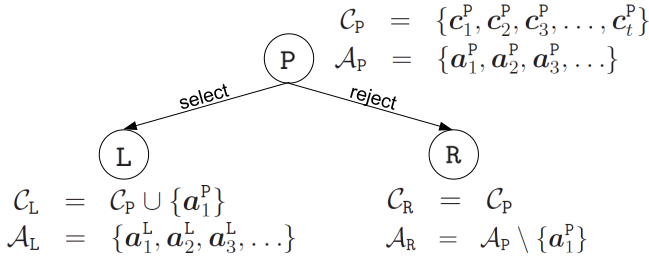 𝒞_P = {𝒄_1^P, 𝒄_2^P, 𝒄_3^P, . . . , 𝒄_t^P}
P
𝒜_P = {𝒂_1^P, 𝒂_2^P, 𝒂_3^P, . . .}
select
reject
L
R
𝒞_L = 𝒞_P ∪ {𝒂_1^P}
𝒞_R = 𝒞_P
𝒜_L = {𝒂_1^L, 𝒂_2^L, 𝒂_3^L, . . .}
𝒜_R = 𝒜_P \ {𝒂_1^P}